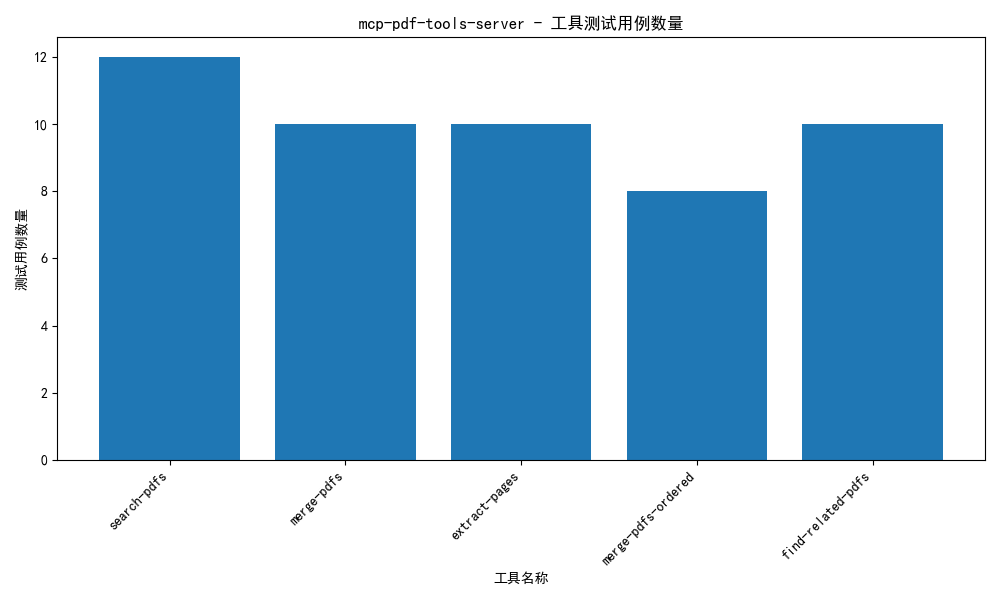 mcp-pdf-tools-server - 工具测试用例数量
测试用例数量
12
10
8
6
4
2
0
search-pdfs
merge-pdfs
extract-pages
merge-pdfs-ordered
find-related-pdfs
工具名称